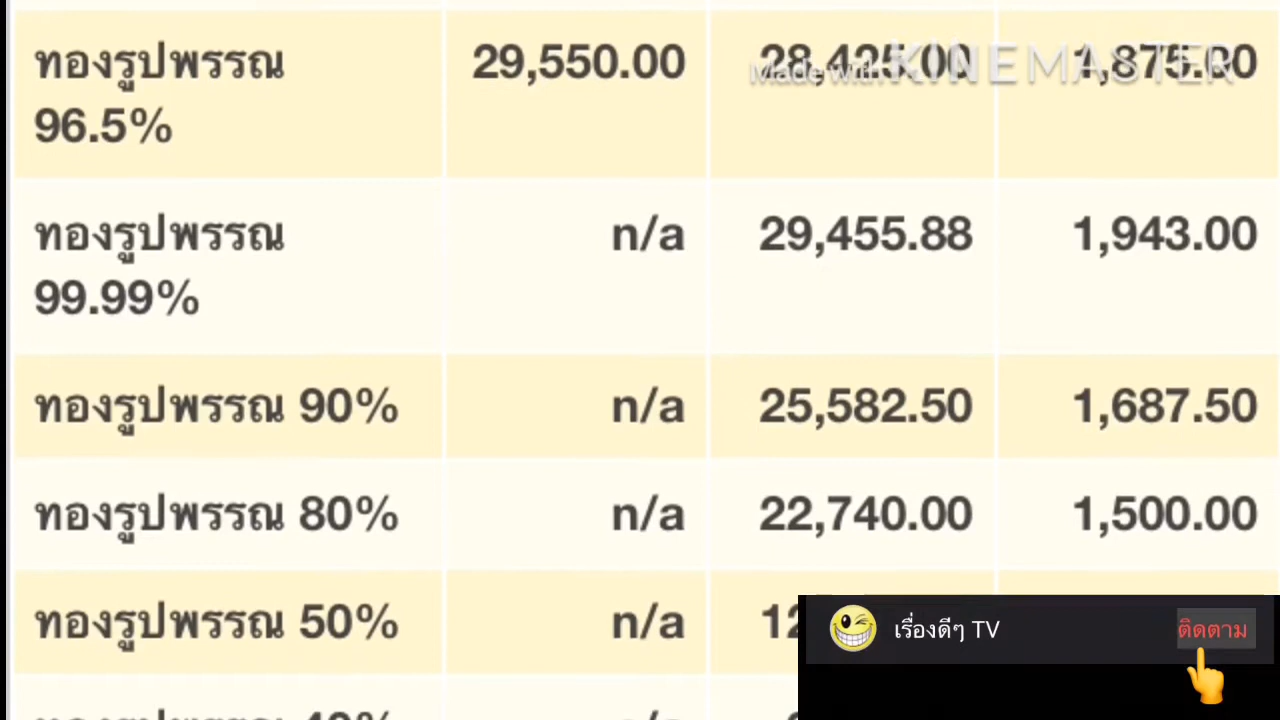 ทองรูปพรรณ 29,550.00 28,425.00 1,875.00
Made with KINEMASTER
96.5%
ทองรูปพรรณ n/a 29,455.88 1,943.00
99.99%
ทองรูปพรรณ 90% n/a 25,582.50 1,687.50
ทองรูปพรรณ 80% n/a 22,740.00 1,500.00
ทองรูปพรรณ 50% n/a
เรื่องดีๆ TV ติดตาม